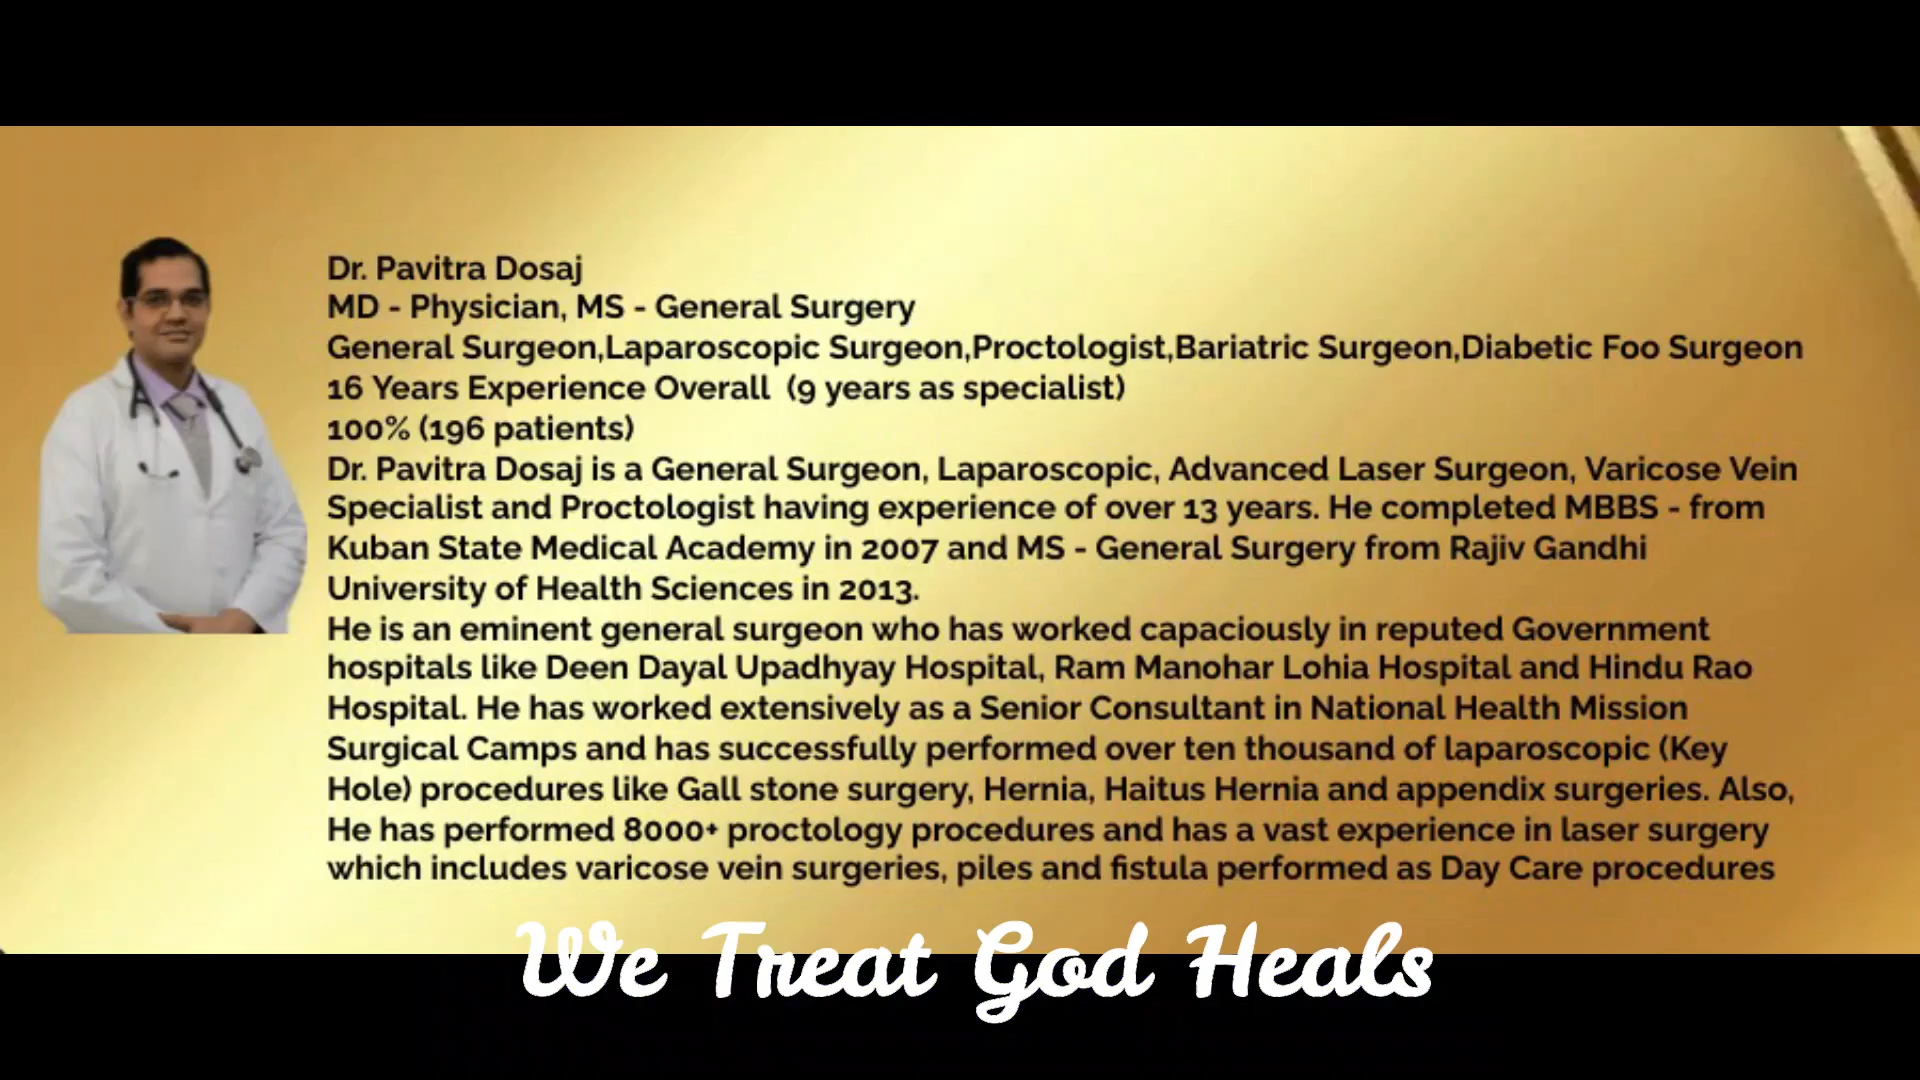 Dr. Pavitra Dosaj
MD - Physician, MS - General Surgery
General Surgeon,Laparoscopic Surgeon,Proctologist,Bariatric Surgeon,Diabetic Foo Surgeon
16 Years Experience Overall (9 years as specialist)
100% (196 patients)
Dr. Pavitra Dosaj is a General Surgeon, Laparoscopic, Advanced Laser Surgeon, Varicose Vein
Specialist and Proctologist having experience of over 13 years. He completed MBBS - from
Kuban State Medical Academy in 2007 and MS - General Surgery from Rajiv Gandhi
University of Health Sciences in 2013.
He is an eminent general surgeon who has worked capaciously in reputed Government
hospitals like Deen Dayal Upadhyay Hospital, Ram Manohar Lohia Hospital and Hindu Rao
Hospital. He has worked extensively as a Senior Consultant in National Health Mission
Surgical Camps and has successfully performed over ten thousand of laparoscopic (Key
Hole) procedures like Gall stone surgery, Hernia, Haitus Hernia and appendix surgeries. Also,
He has performed 8000+ proctology procedures and has a vast experience in laser surgery
which includes varicose vein surgeries, piles and fistula performed as Day Care procedures
We Treat God Heals